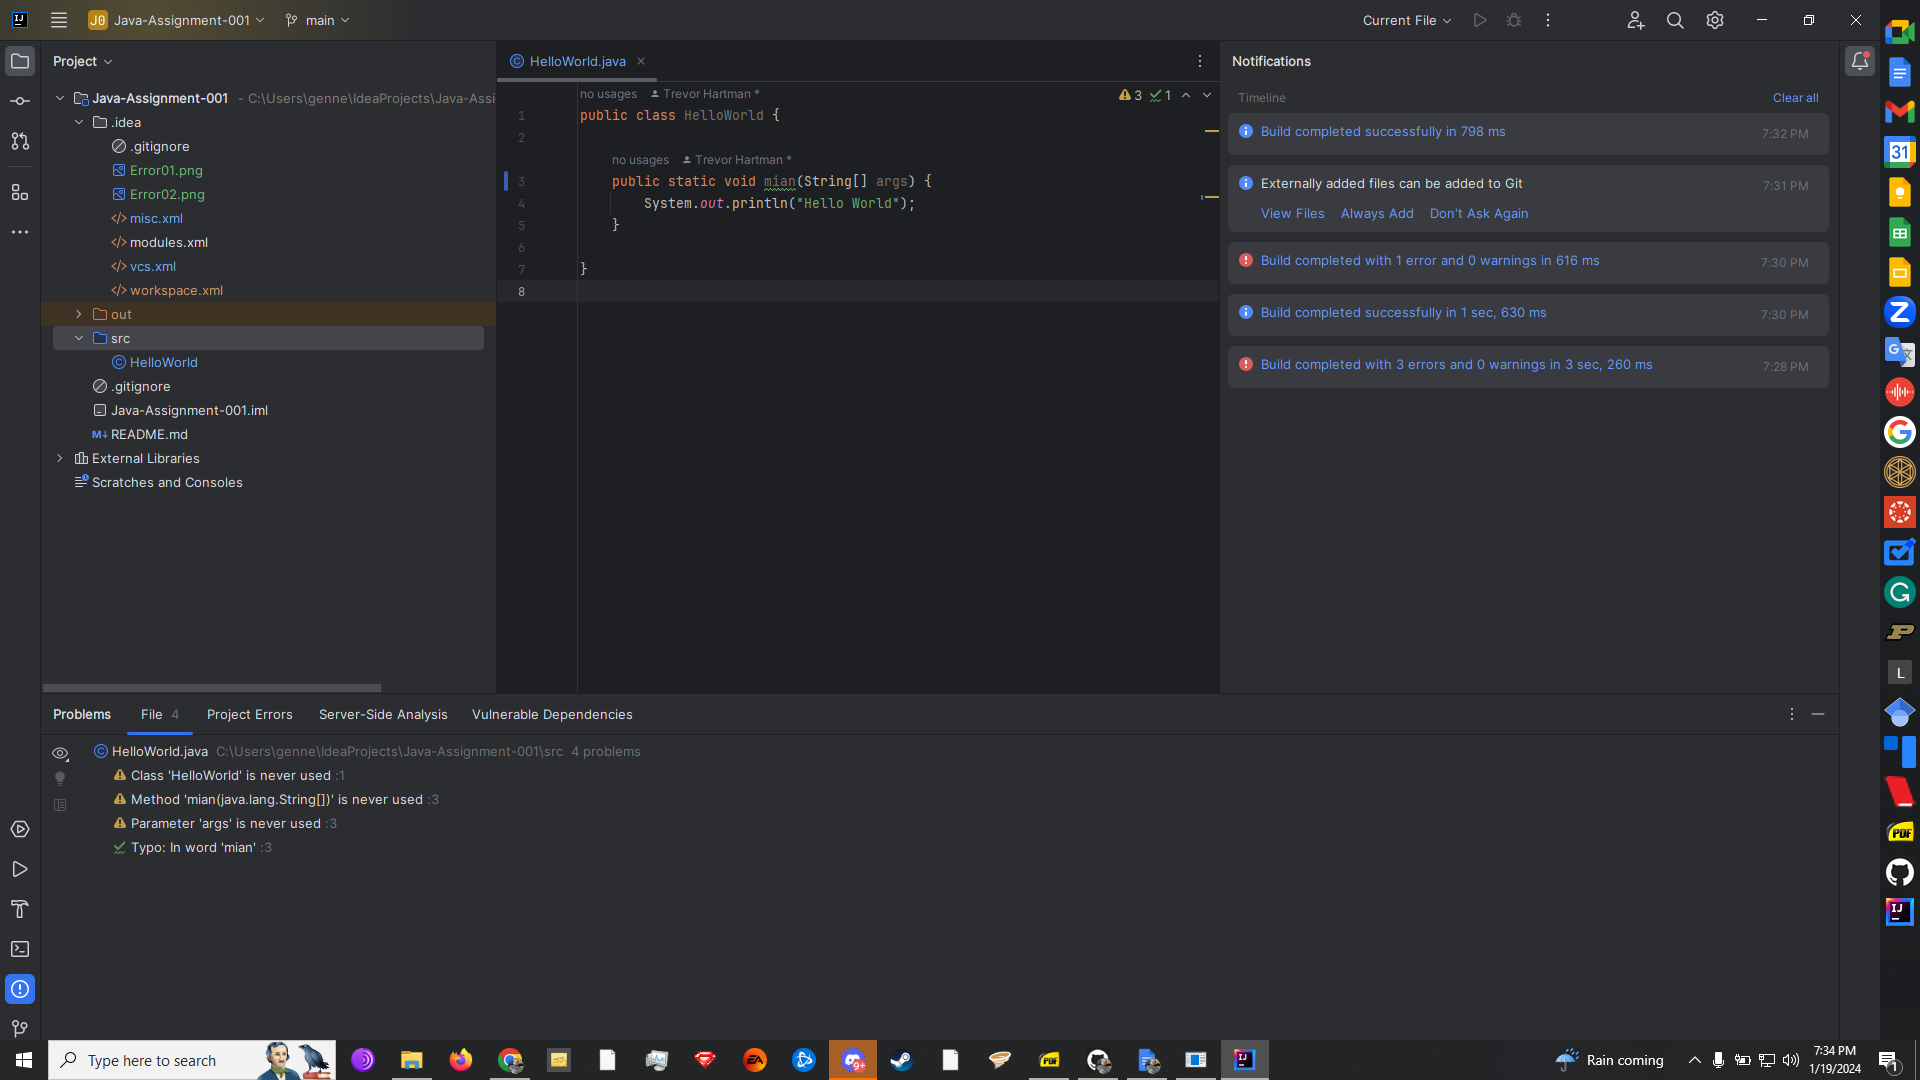 Java-Assignment-001
main
Current File
Project
HelloWorld.java
Notifications
Java-Assignment-001 - C:\Users\genne\IdeaProjects\Java-Assi
.idea
.gitignore
Error01.png
Error02.png
misc.xml
modules.xml
vcs.xml
workspace.xml
out
src
HelloWorld
.gitignore
Java-Assignment-001.iml
README.md
External Libraries
Scratches and Consoles
no usages Trevor Hartman *
3 1
1 public class HelloWorld {
2
no usages Trevor Hartman *
3 public static void mian(String[] args) {
4 System.out.println("Hello World");
5 }
6
7 }
8
Timeline Clear all
Build completed successfully in 798 ms 7:32 PM
Externally added files can be added to Git 7:31 PM
View Files Always Add Don't Ask Again
Build completed with 1 error and 0 warnings in 616 ms 7:30 PM
Build completed successfully in 1 sec, 630 ms 7:30 PM
Build completed with 3 errors and 0 warnings in 3 sec, 260 ms 7:28 PM
Problems File 4 Project Errors Server-Side Analysis Vulnerable Dependencies
HelloWorld.java C:\Users\genne\IdeaProjects\Java-Assignment-001\src 4 problems
Class 'HelloWorld' is never used :1
Method 'mian(java.lang.String[])' is never used :3
Parameter 'args' is never used :3
Typo: In word 'mian' :3
Type here to search
Rain coming
7:34 PM
1/19/2024